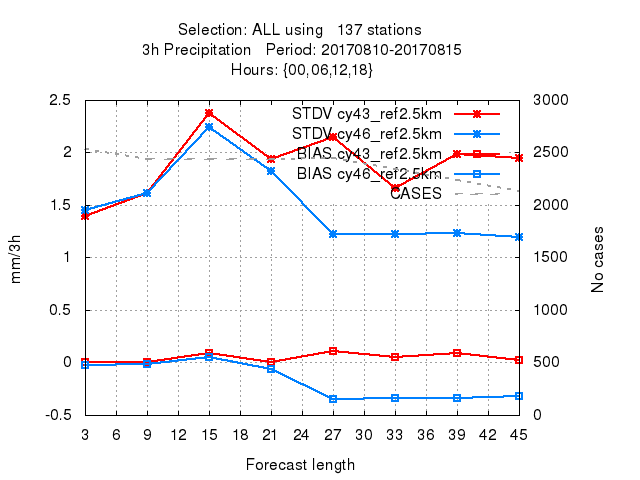 Selection: ALL using 137 stations
3h Precipitation Period: 20170810-20170815
Hours: {00,06,12,18}
2.5 3000
STDV cy43_ref2.5km
STDV cy46_ref2.5km
2 2500
BIAS cy43_ref2.5km
BIAS cy46_ref2.5km
CASES
1.5 2000
mm/3h
1 1500
No cases
0.5 1000
0 500
-0.5 0
3 6 9 12 15 18 21 24 27 30 33 36 39 42 45
Forecast length